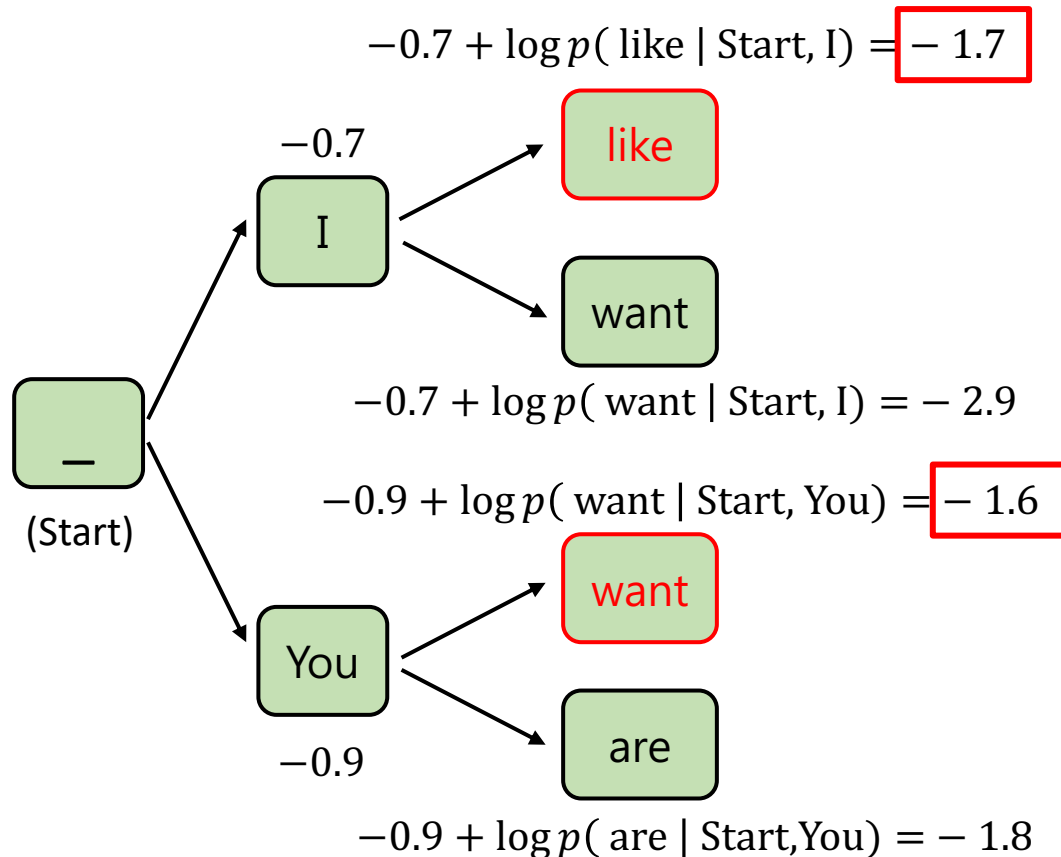 −0.7 + log p( like | Start, I) = − 1.7
−0.7
like
I
want
−0.7 + log p( want | Start, I) = − 2.9
_
−0.9 + log p( want | Start, You) = − 1.6
(Start)
want
You
are
−0.9
−0.9 + log p( are | Start,You) = − 1.8